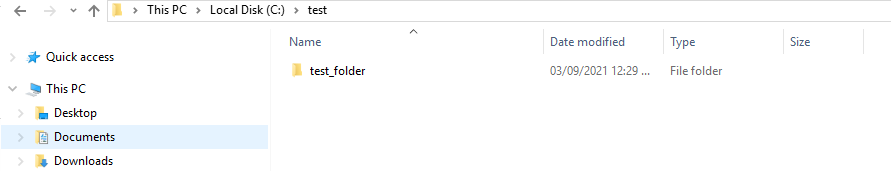 This PC > Local Disk (C:) > test
Name Date modified Type Size
Quick access
test_folder 03/09/2021 12:29 ... File folder
This PC
Desktop
Documents
Downloads